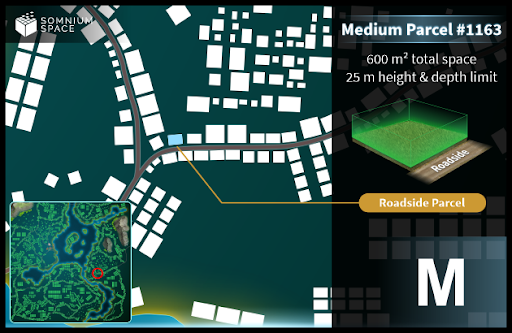 SOMNIUM
SPACE
Medium Parcel #1163
600 m² total space
25 m height & depth limit
Roadside
Roadside Parcel
M